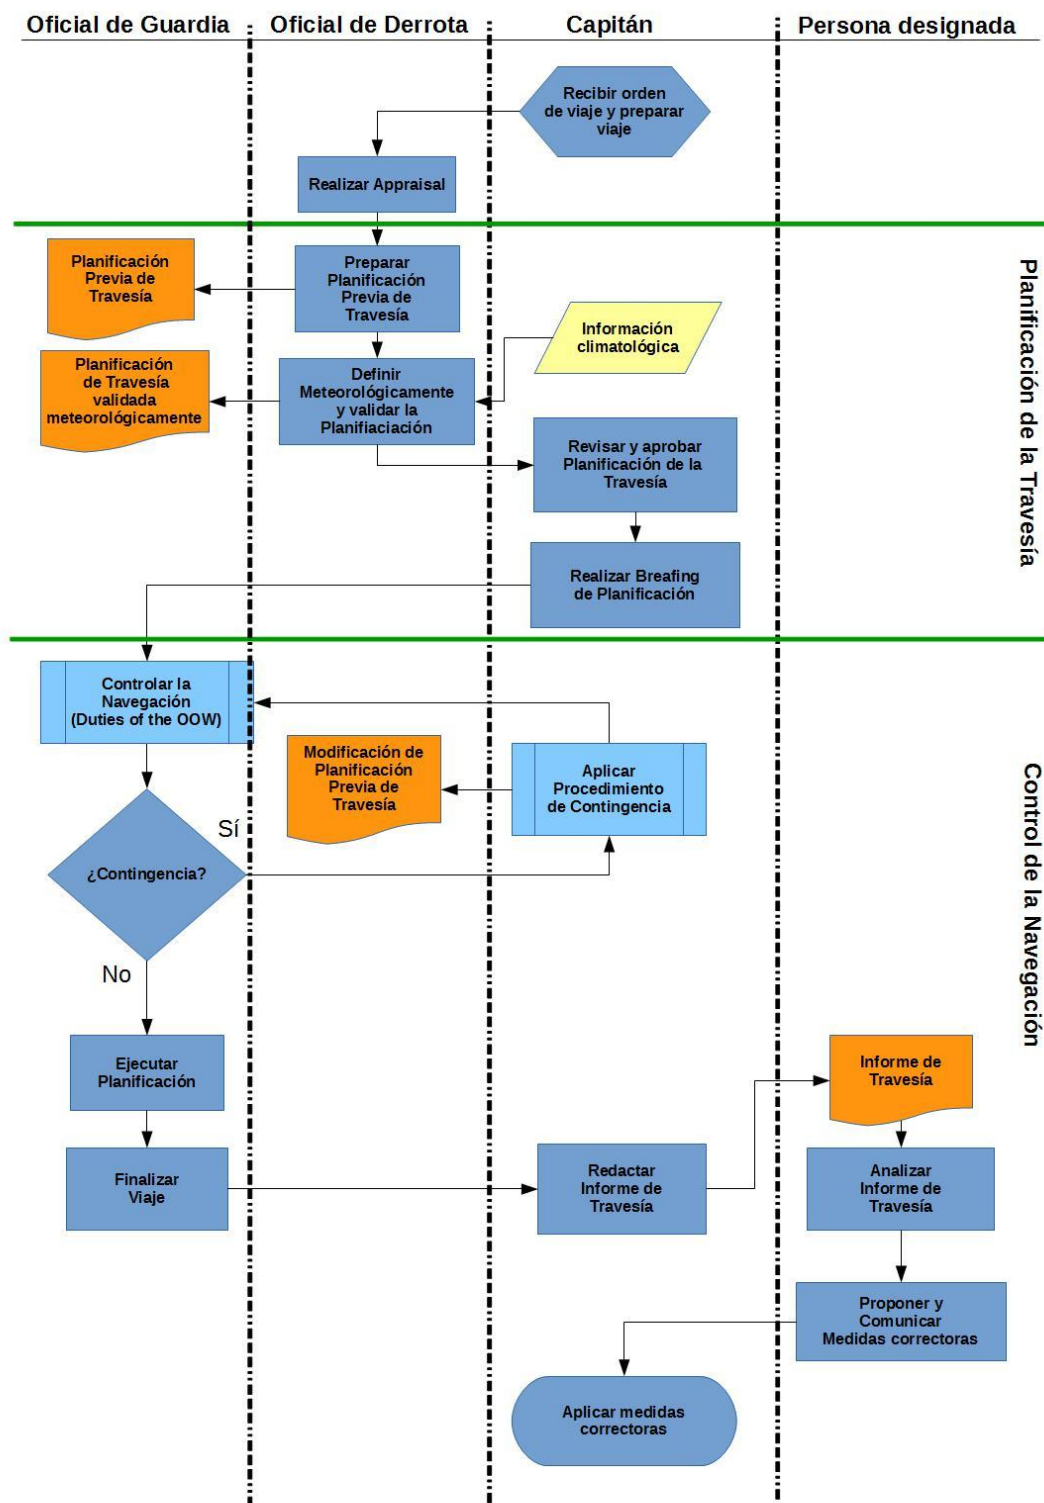 Oficial de Guardia
Oficial de Derrota
Capitán
Persona designada
Recibir orden
de viaje y preparar
viaje
Realizar Appraisal
Planificación
Previa de
Travesía
Preparar
Planificación
Previa de
Travesía
Información
climatológica
Planificación
de Travesía
validada
meteorológicamente
Definir
Meteorológicamente
y validar la
Planifiaciación
Revisar y aprobar
Planificación de la
Travesía
Realizar Breafing
de Planificación
Planificación de la Travesía
Controlar la
Navegación
(Duties of the OOW)
Modificación de
Planificación
Previa de
Travesía
Aplicar
Procedimiento
de Contingencia
Sí
¿Contingencia?
No
Control de la Navegación
Ejecutar
Planificación
Informe de
Travesía
Finalizar
Viaje
Redactar
Informe de
Travesía
Analizar
Informe de
Travesía
Proponer y
Comunicar
Medidas correctoras
Aplicar medidas
correctoras